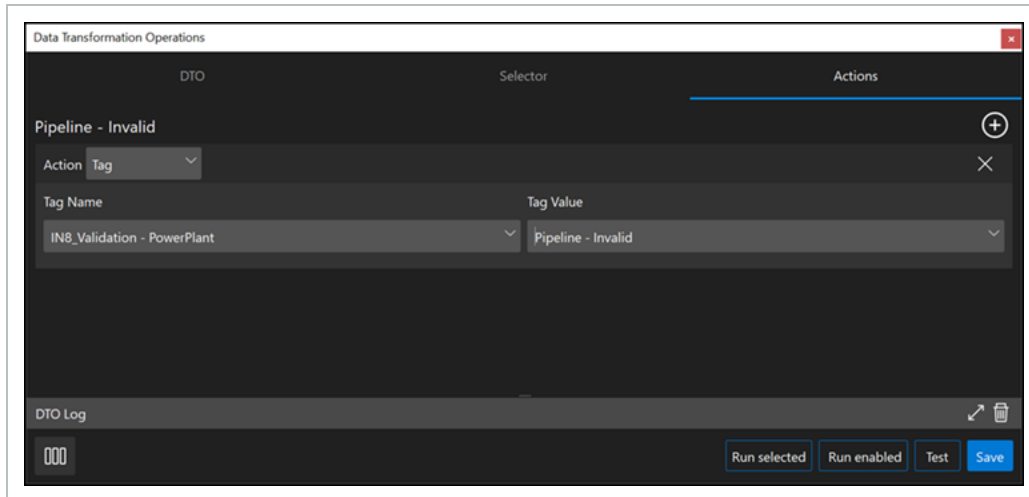 Data Transformation Operations
DTO Selector Actions
Pipeline - Invalid
Action Tag
Tag Name Tag Value
IN8_Validation - PowerPlant Pipeline - Invalid
DTO Log
Run selected Run enabled Test Save